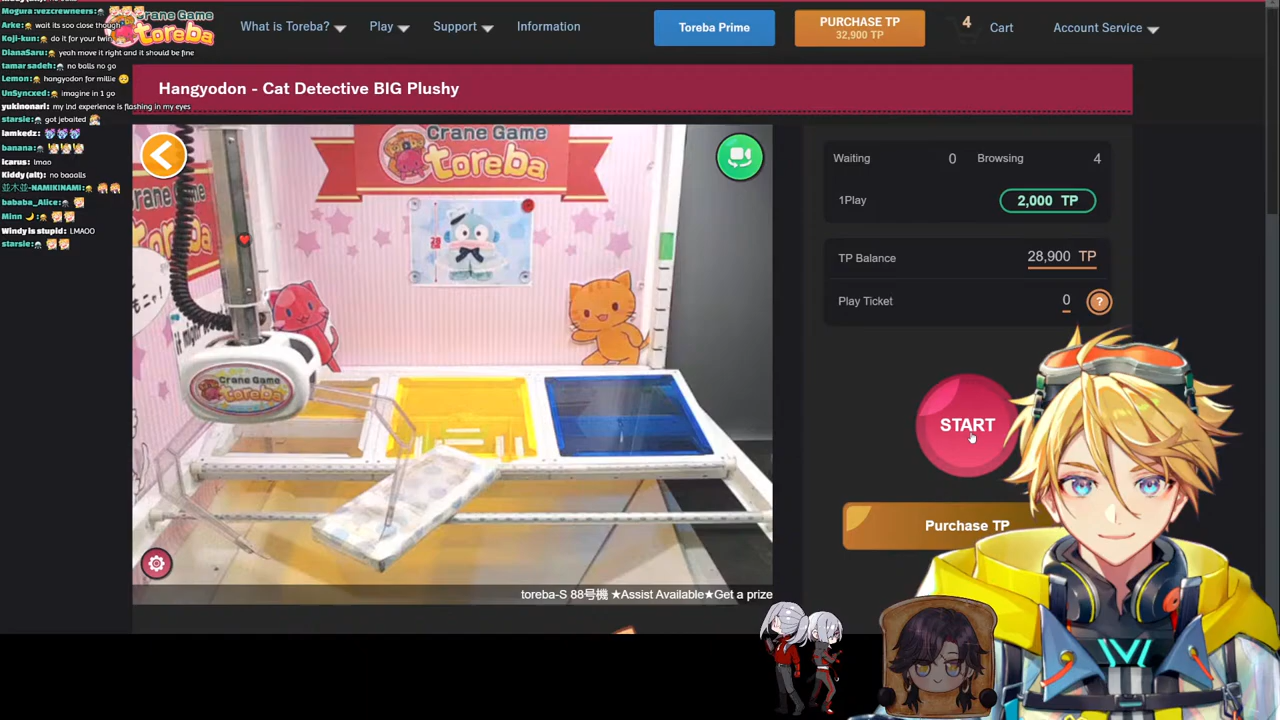 Mogura:vezcrewneers:
Arke: wait its so close though
Koji-kun: do it for your twin
DianaSaru: yeah move it right and it should be fine
tamar sadeh: no balls no go
Lemon: hangyodon for millie
UnSyncxed: imagine in 1 go
yukinonari: my lnd experience is flashing in my eyes
starsie: got jebaited
Iamkedz:
banana:
Icarus: lmao
Kiddy (alt): no baaalls
並木並-NAMIKINAMI:
bababa_Alice:
Minn:
Windy is stupid: LMAOO
starsie:
Crane Game
toreba
What is Toreba?
Play
Support
Information
Toreba Prime
PURCHASE TP
32,900 TP
4
Cart
Account Service
Hangyodon - Cat Detective BIG Plushy
Crane Game
toreba
Crane Game
toreba
Waiting 0 Browsing 4
1Play 2,000 TP
TP Balance 28,900 TP
Play Ticket 0 ?
START
Purchase TP
toreba-S 88号機 ★Assist Available★Get a prize